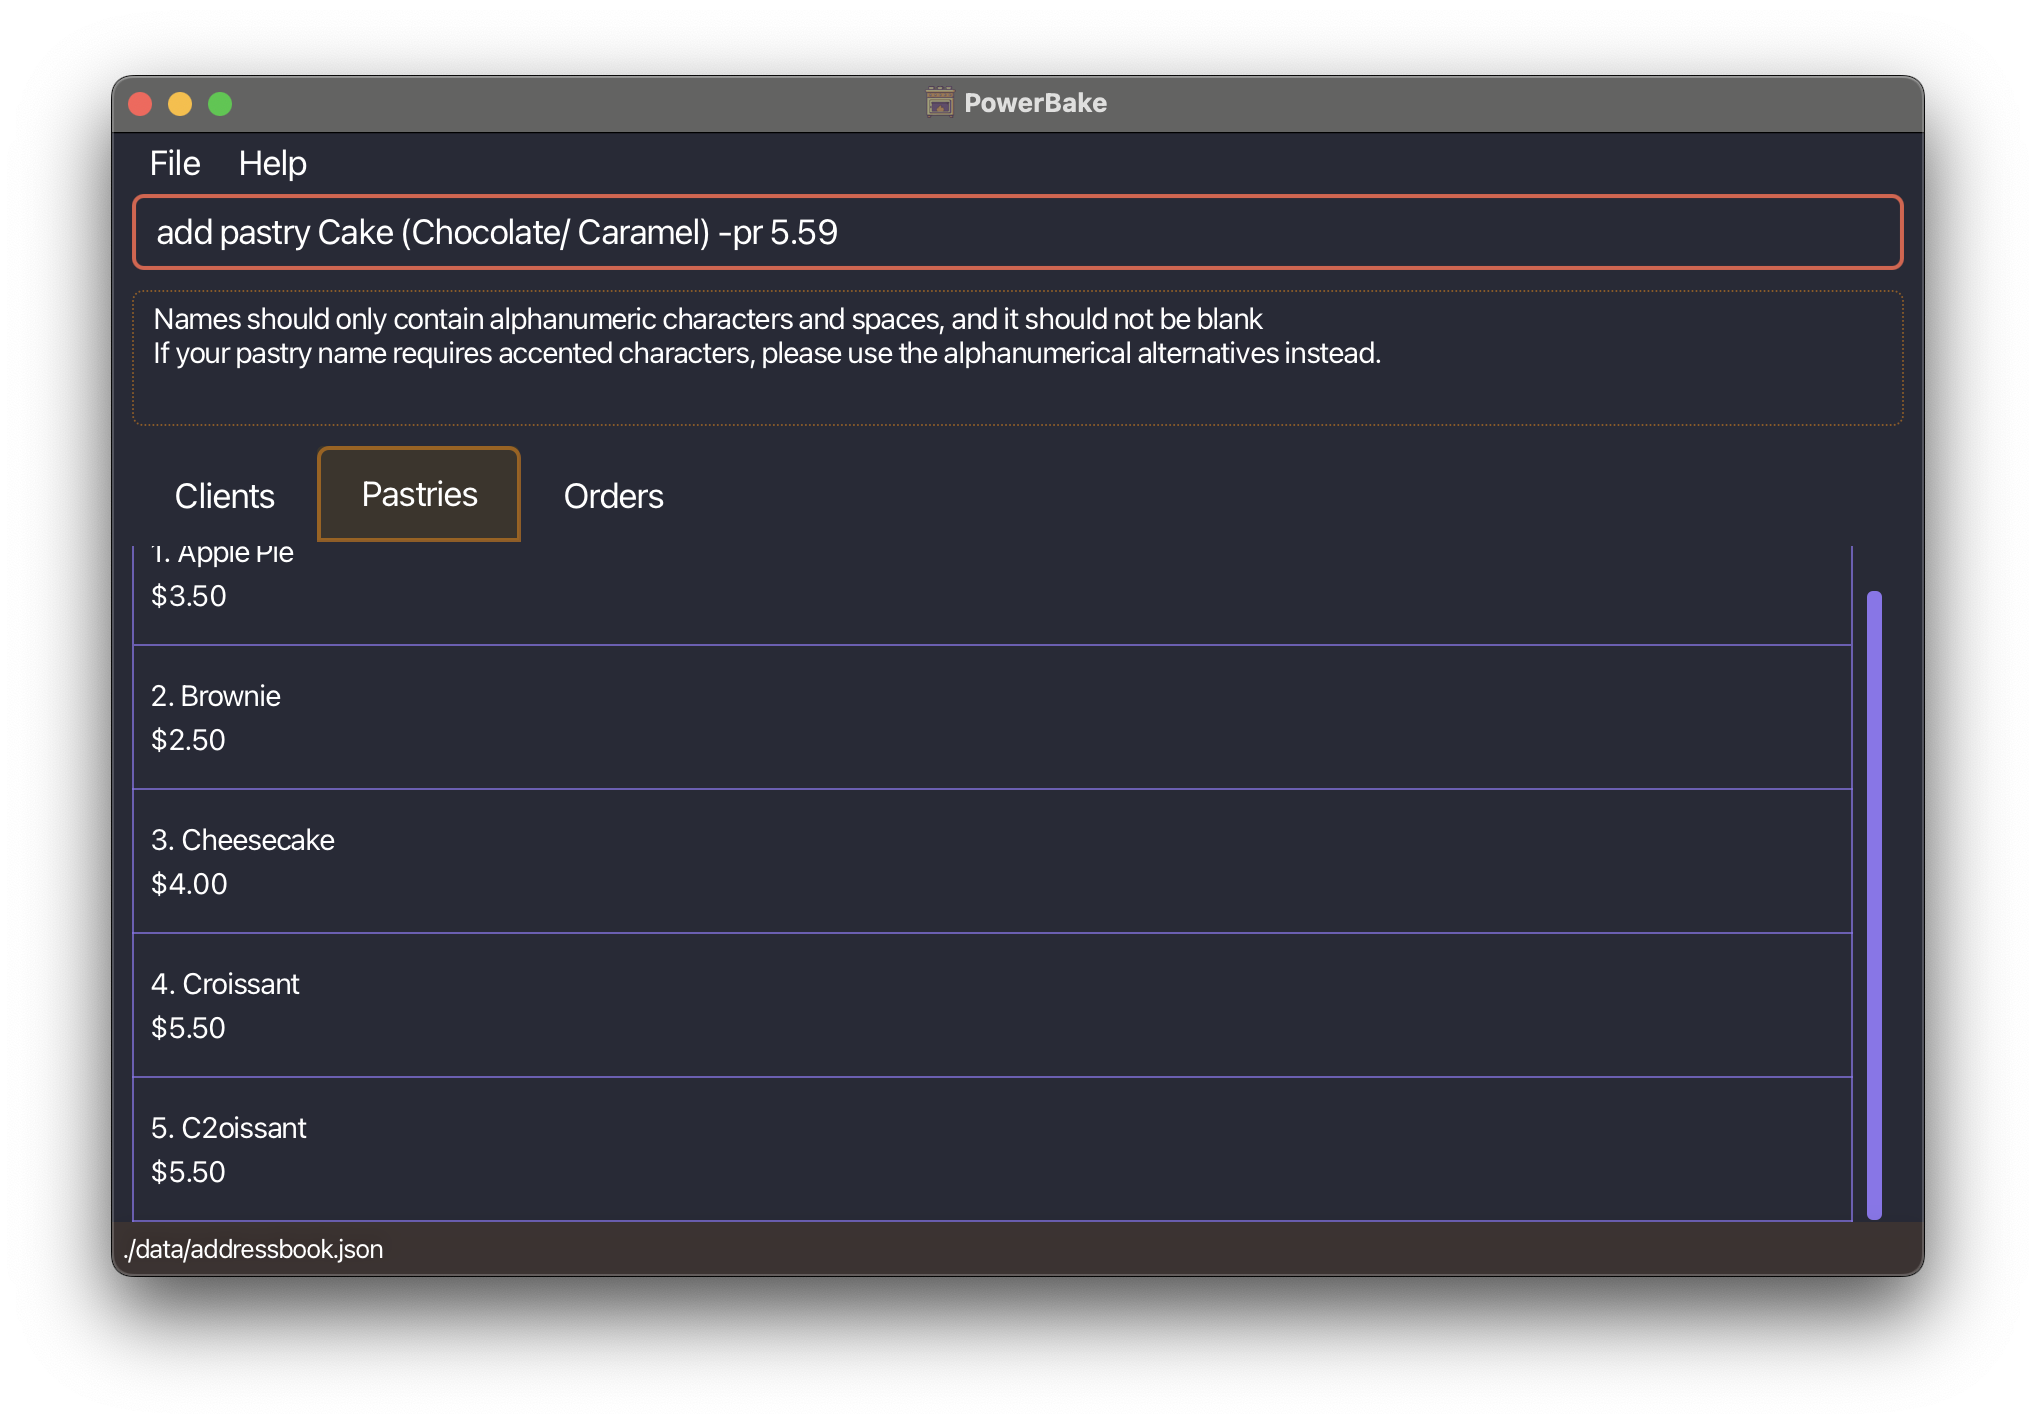 PowerBake
File Help
add pastry Cake (Chocolate/ Caramel) -pr 5.59
Names should only contain alphanumeric characters and spaces, and it should not be blank
If your pastry name requires accented characters, please use the alphanumerical alternatives instead.
Clients Pastries Orders
1. Apple Pie
$3.50
2. Brownie
$2.50
3. Cheesecake
$4.00
4. Croissant
$5.50
5. C2oissant
$5.50
./data/addressbook.json